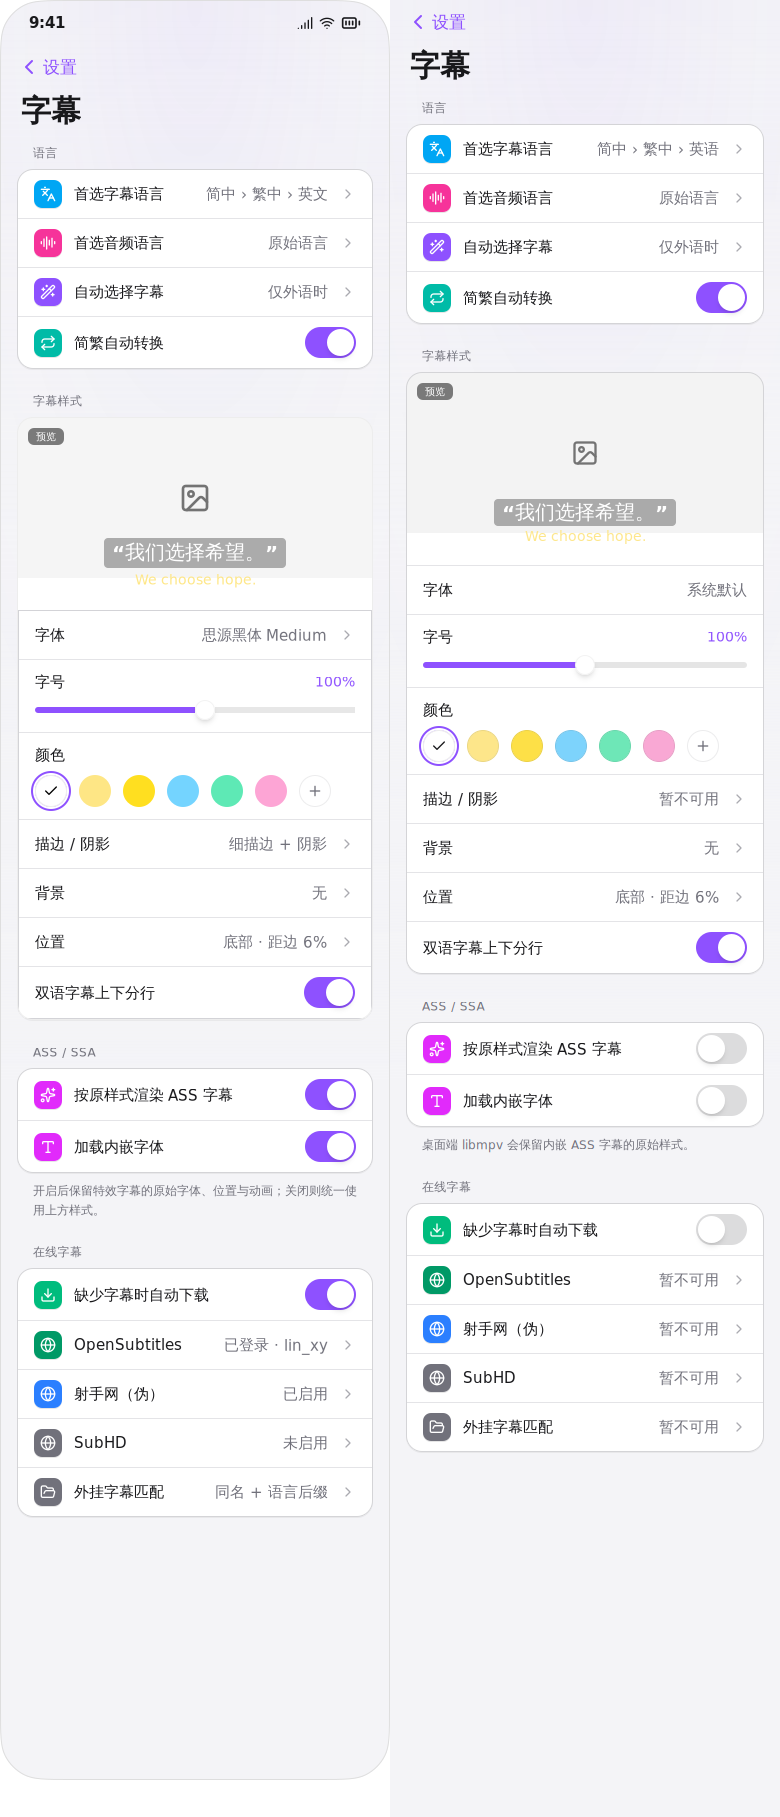 9:41
设置
字幕
语言
首选字幕语言 简中 › 繁中 › 英文
首选音频语言 原始语言
自动选择字幕 仅外语时
简繁自动转换
字幕样式
预览
“我们选择希望。”
We choose hope.
字体 思源黑体 Medium
字号 100%
颜色
描边 / 阴影 细描边 + 阴影
背景 无
位置 底部 · 距边 6%
双语字幕上下分行
ASS / SSA
按原样式渲染 ASS 字幕
加载内嵌字体
开启后保留特效字幕的原始字体、位置与动画；关闭则统一使
用上方样式。
在线字幕
缺少字幕时自动下载
OpenSubtitles 已登录 · lin_xy
射手网（伪） 已启用
SubHD 未启用
外挂字幕匹配 同名 + 语言后缀
设置
字幕
语言
首选字幕语言 简中 › 繁中 › 英语
首选音频语言 原始语言
自动选择字幕 仅外语时
简繁自动转换
字幕样式
预览
“我们选择希望。”
We choose hope.
字体 系统默认
字号 100%
颜色
描边 / 阴影 暂不可用
背景 无
位置 底部 · 距边 6%
双语字幕上下分行
ASS / SSA
按原样式渲染 ASS 字幕
加载内嵌字体
桌面端 libmpv 会保留内嵌 ASS 字幕的原始样式。
在线字幕
缺少字幕时自动下载
OpenSubtitles 暂不可用
射手网（伪） 暂不可用
SubHD 暂不可用
外挂字幕匹配 暂不可用